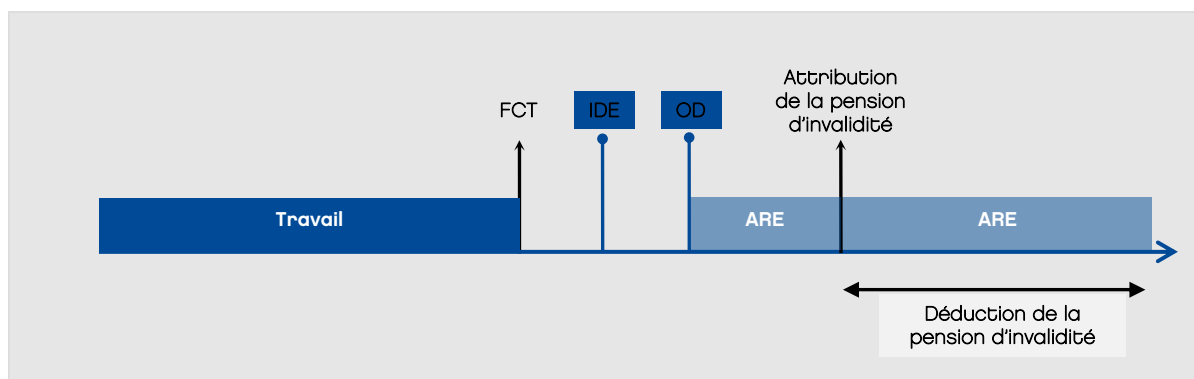 Attribution
de la pension
d'invalidité
FCT
IDE
OD
Travail
ARE
ARE
Déduction de la
pension d'invalidité